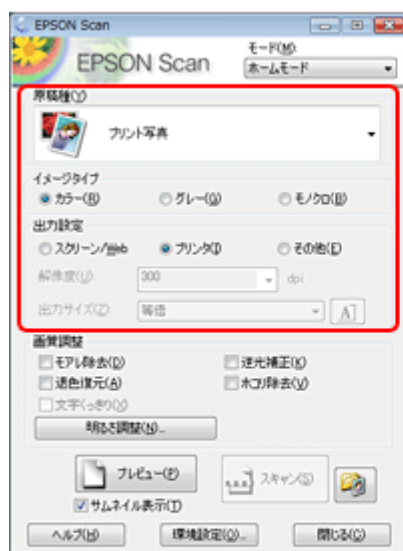 EPSON Scan
モード(M):
EPSON Scan
ホームモード
原稿種(Y)
プリント写真
イメージタイプ
カラー(R) グレー(G) モノクロ(B)
出力設定
スクリーン/Web プリンタ(I) その他(E)
解像度(U): 300 dpi
出力サイズ(Z): 等倍 A
画質調整
モアレ除去(D) 逆光補正(K)
退色復元(A) ホコリ除去(V)
文字くっきり(X)
明るさ調整(N)...
プレビュー(P) スキャン(S)
サムネイル表示(T)
ヘルプ(H) 環境設定(O)... 閉じる(C)